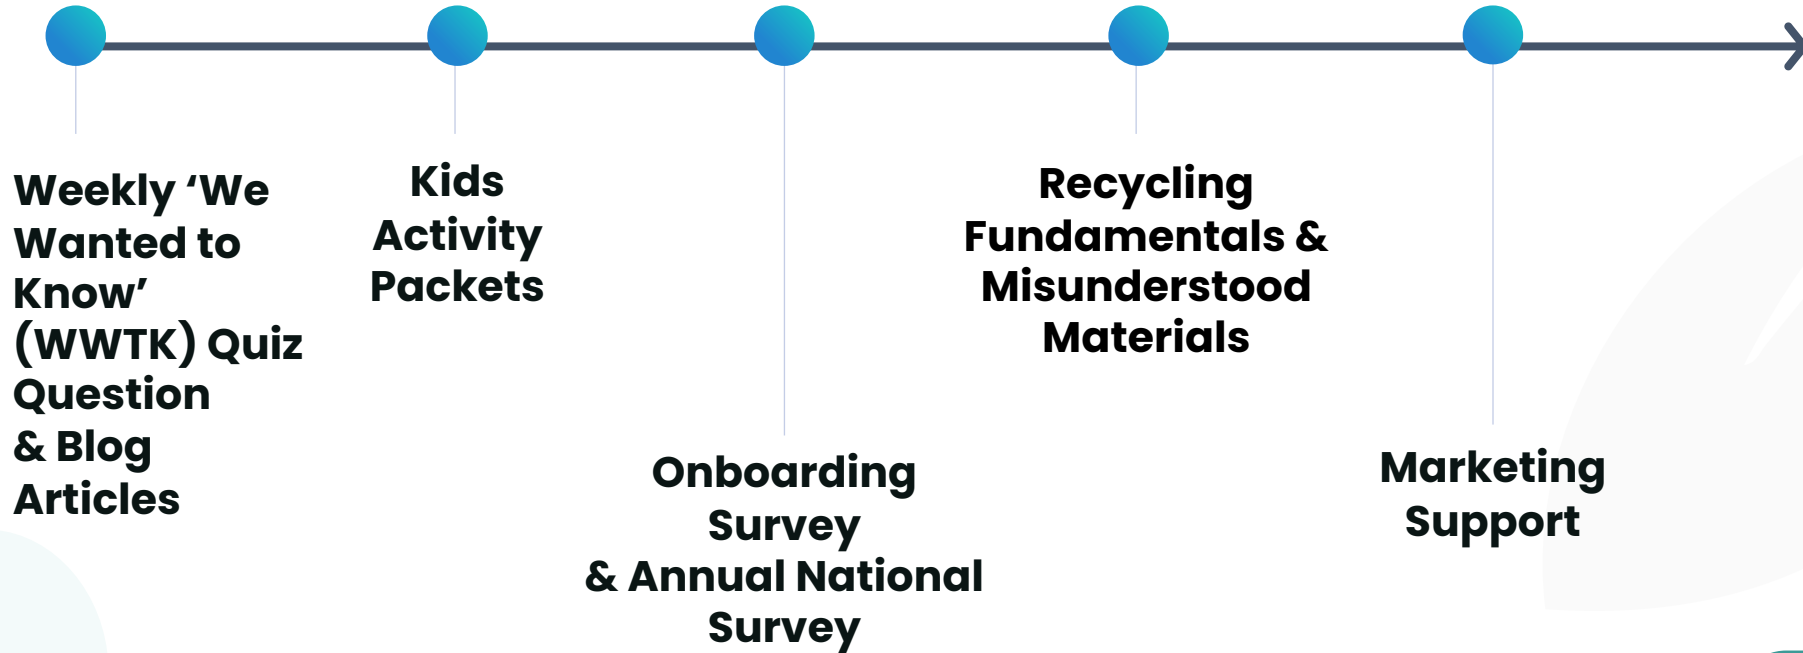 Weekly ‘We
Wanted to
Know’
(WWTK) Quiz
Question
& Blog
Articles
Kids
Activity
Packets
Onboarding
Survey
& Annual National
Survey
Recycling
Fundamentals &
Misunderstood
Materials
Marketing
Support